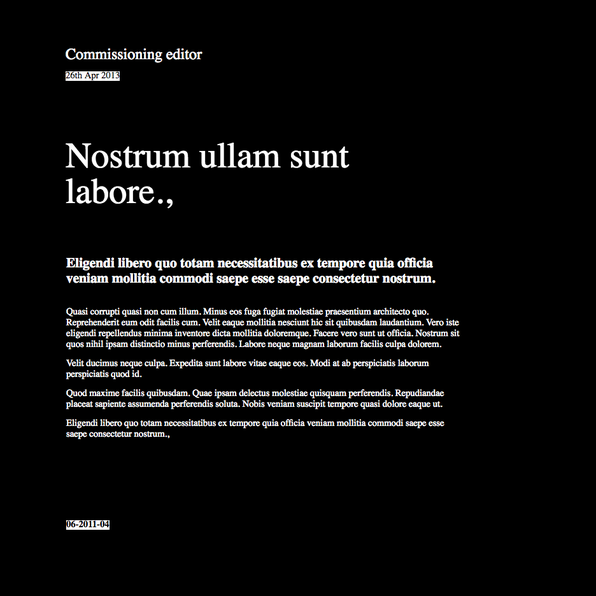 Commissioning editor
26th Apr 2013
Nostrum ullam sunt
labore.,
Eligendi libero quo totam necessitatibus ex tempore quia officia
veniam mollitia commodi saepe esse saepe consectetur nostrum.
Quasi corrupti quasi non cum illum. Minus eos fuga fugiat molestiae praesentium architecto quo.
Reprehenderit eum odit facilis cum. Velit eaque mollitia nesciunt hic sit quibusdam laudantium. Vero iste
eligendi repellendus minima inventore dicta mollitia doloremque. Facere vero sunt ut officia. Nostrum sit
quos nihil ipsam distinctio minus perferendis. Labore neque magnam laborum facilis culpa dolorem.
Velit ducimus neque culpa. Expedita sunt labore vitae eaque eos. Modi at ab perspiciatis laborum
perspiciatis quod id.
Quod maxime facilis quibusdam. Quae ipsam delectus molestiae quisquam perferendis. Repudiandae
placeat sapiente assumenda perferendis soluta. Nobis veniam suscipit tempore quasi dolore eaque ut.
Eligendi libero quo totam necessitatibus ex tempore quia officia veniam mollitia commodi saepe esse
saepe consectetur nostrum.,
06-2011-04